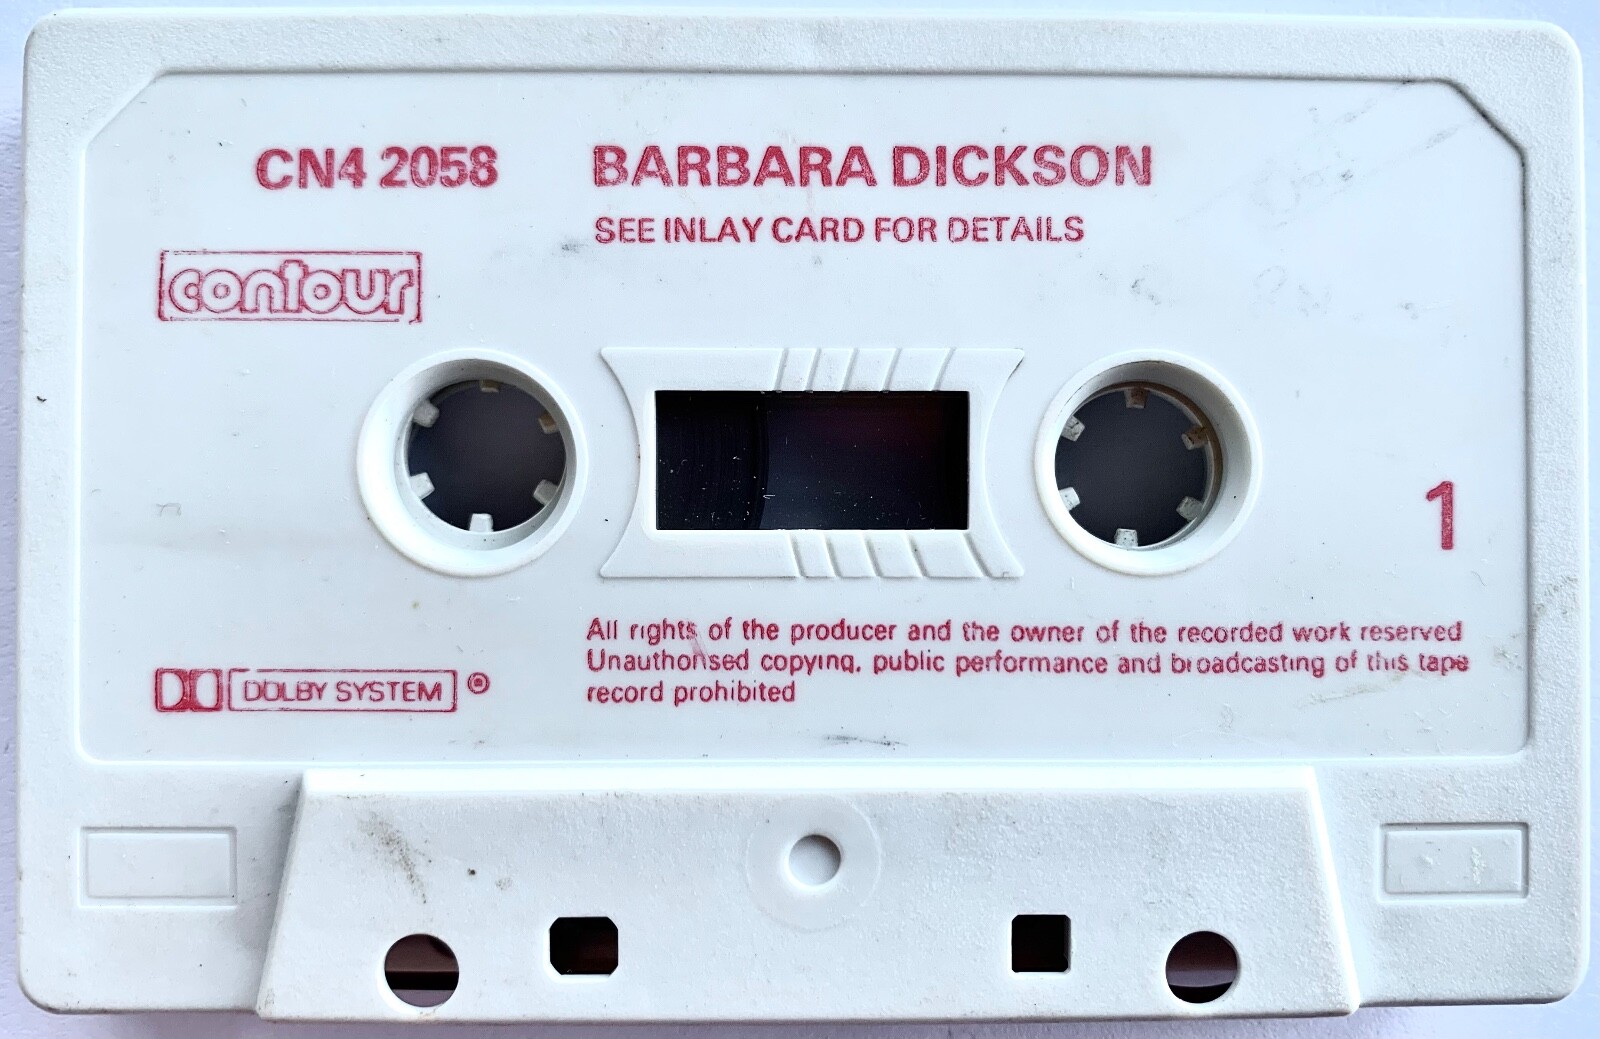 CN4 2058
BARBARA DICKSON
SEE INLAY CARD FOR DETAILS
contour
1
All rights of the producer and the owner of the recorded work reserved
Unauthorised copying, public performance and broadcasting of this tape
record prohibited
DOLBY SYSTEM ®